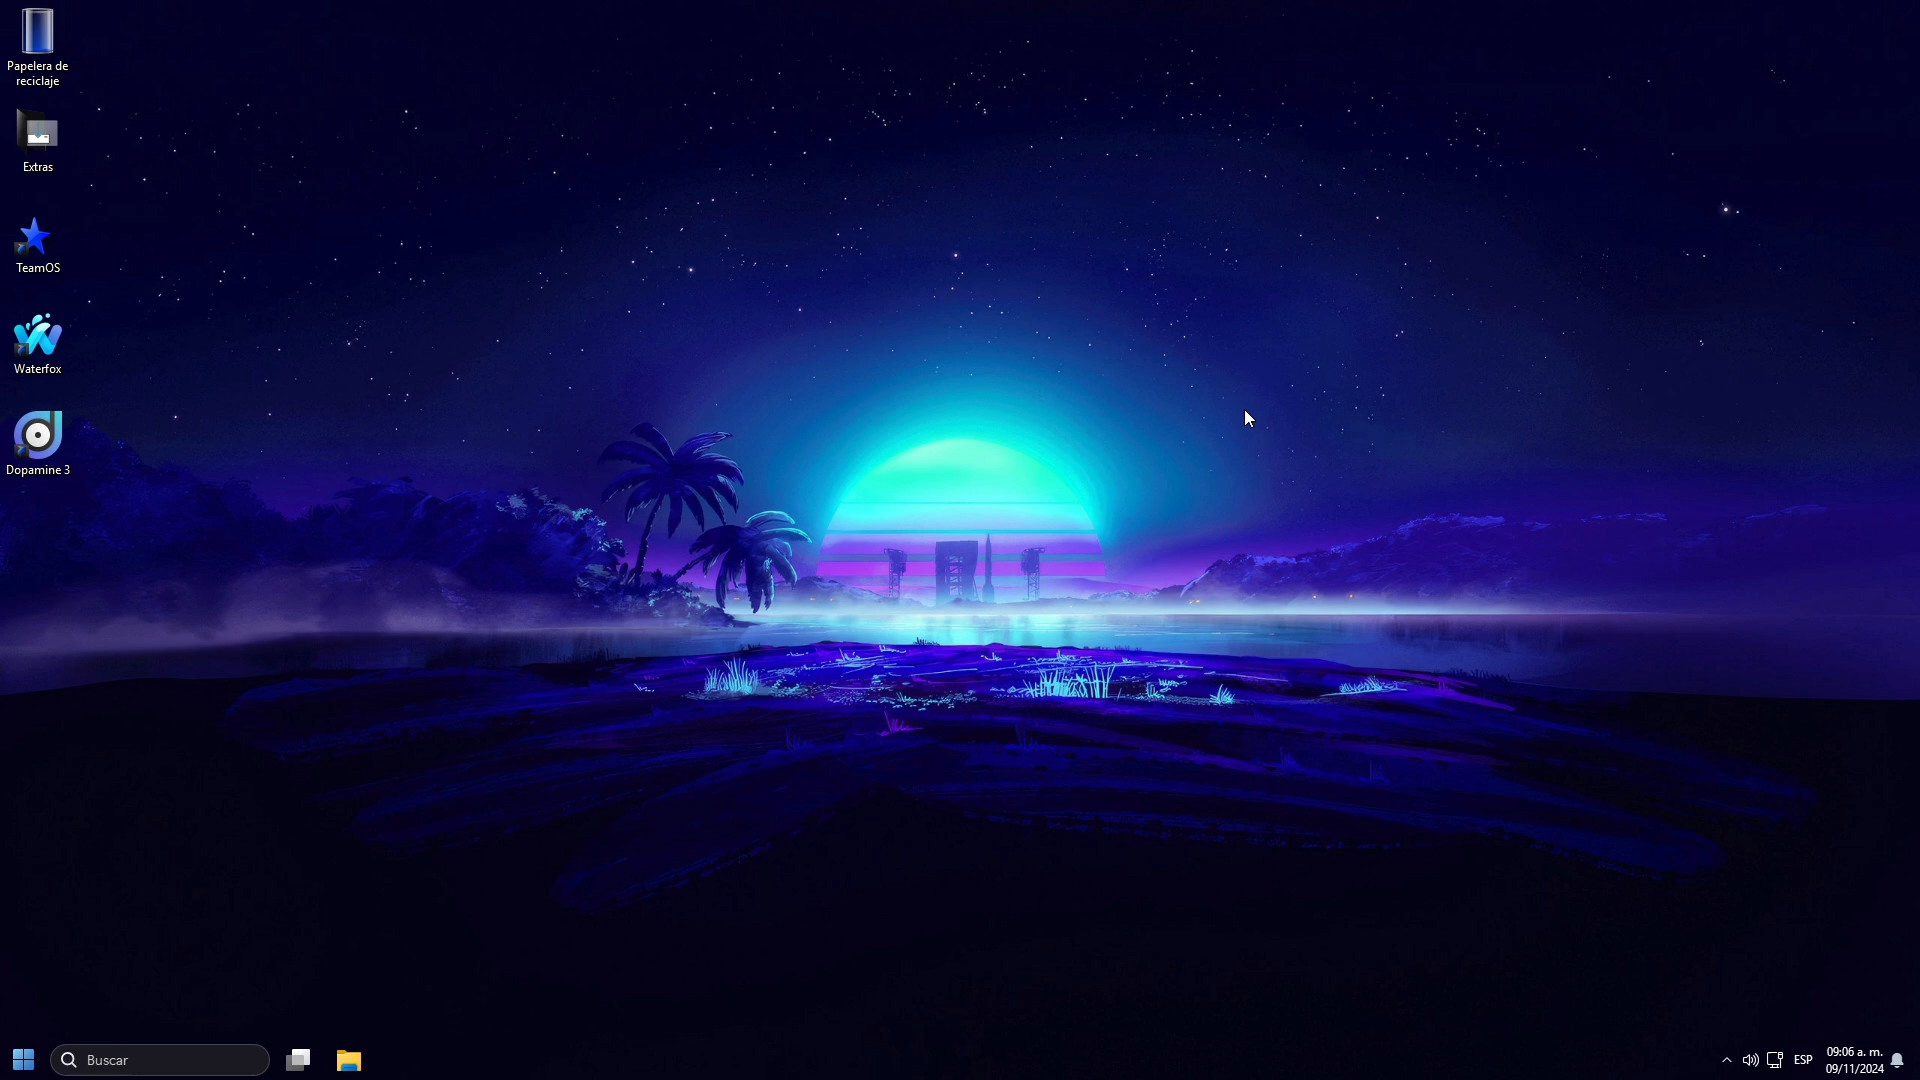 Papelera de
reciclaje
Extras
TeamOS
Waterfox
Dopamine 3
Buscar
ESP
09:06 a. m.
09/11/2024